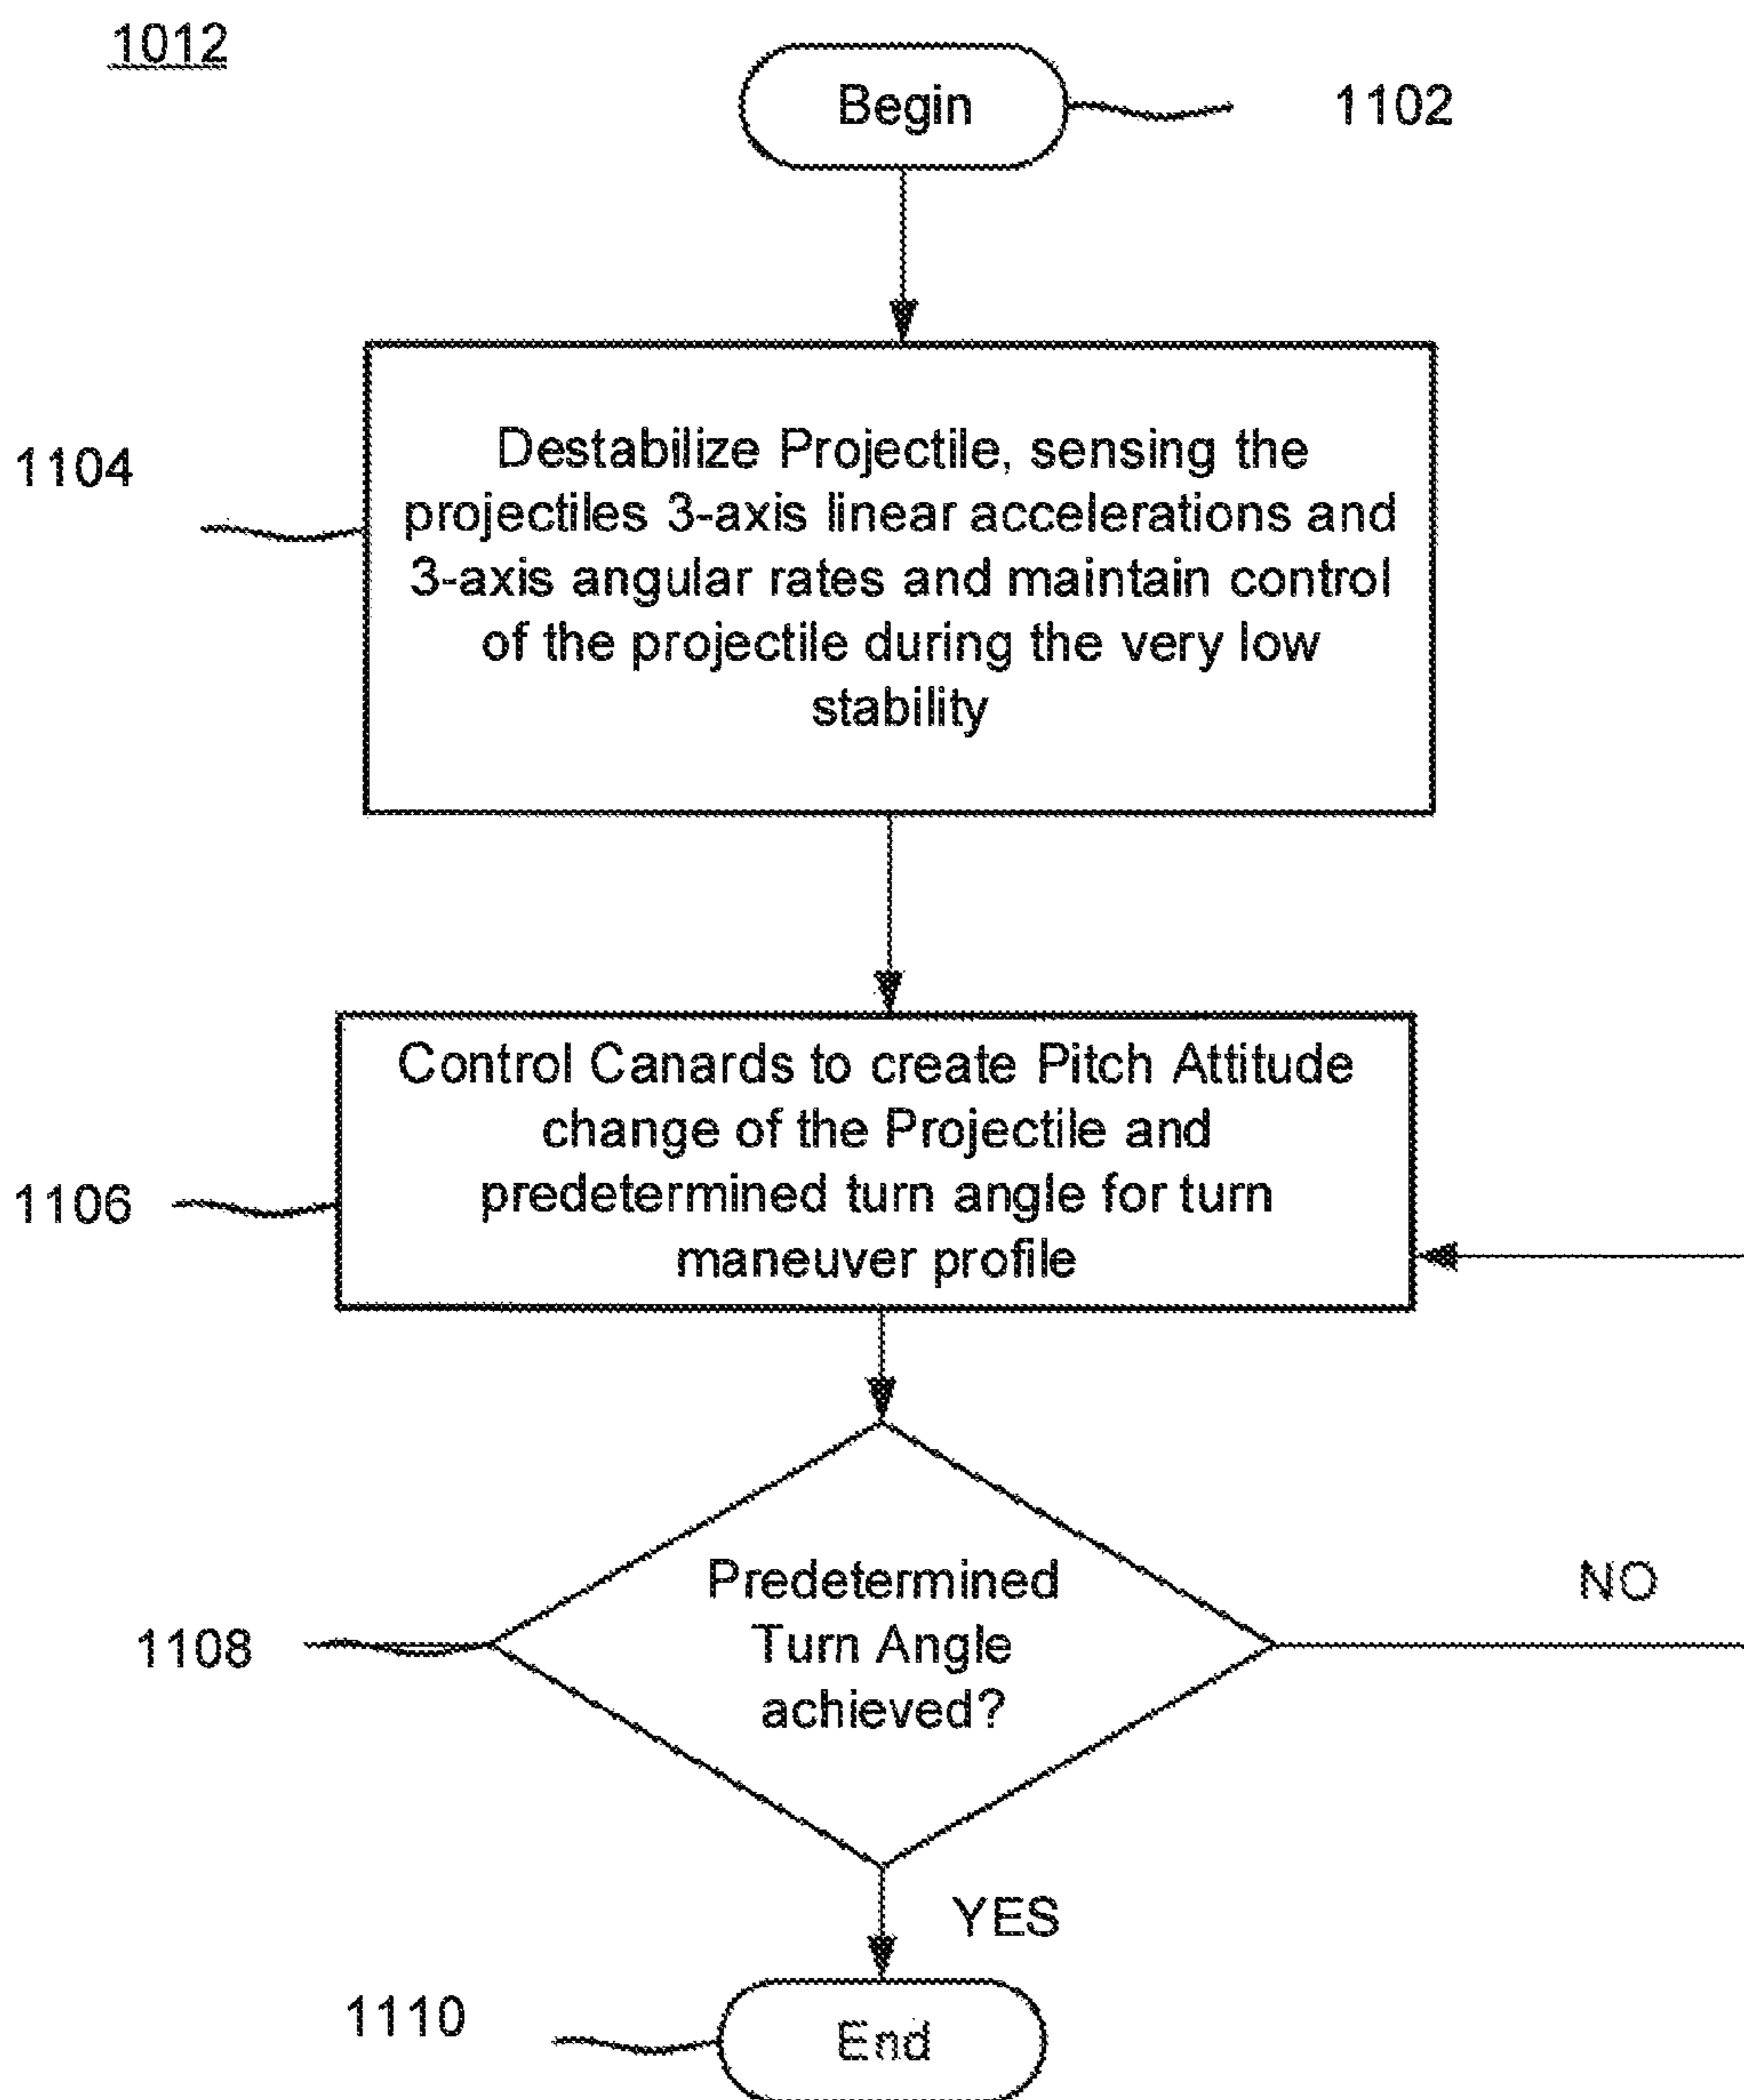 1012
Begin
1102
1104
Destabilize Projectile, sensing the
projectiles 3-axis linear accelerations and
3-axis angular rates and maintain control
of the projectile during the very low
stability
Control Canards to create Pitch Attitude
change of the Projectile and
predetermined turn angle for turn
maneuver profile
1106
Predetermined
Turn Angle
achieved?
NO
1108
YES
1110
End